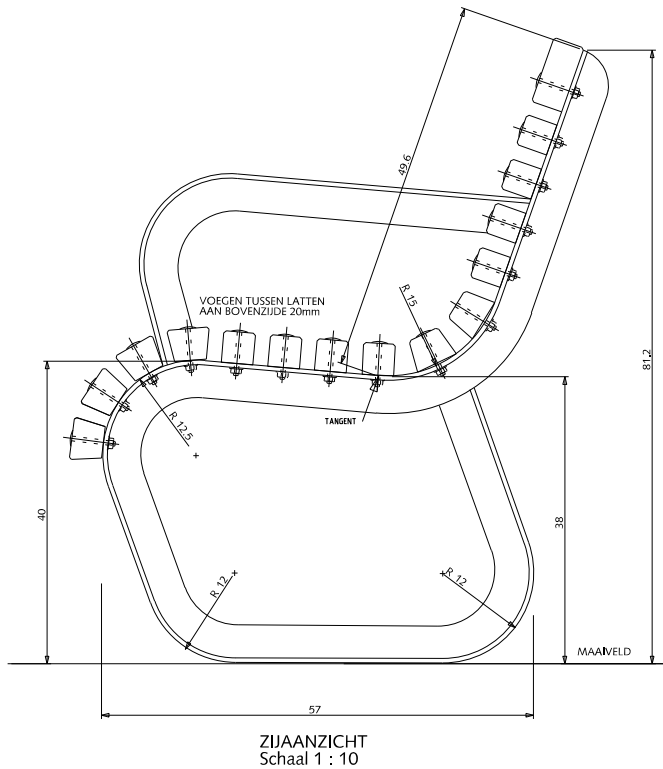 49.6
VOEGEN TUSSEN LATTEN
AAN BOVENZIJDE 20mm
R 15
81.2
R 12.5
TANGENT
40
38
R 12
R 12
MAAIVELD
57
ZIJAANZICHT
Schaal 1 : 10